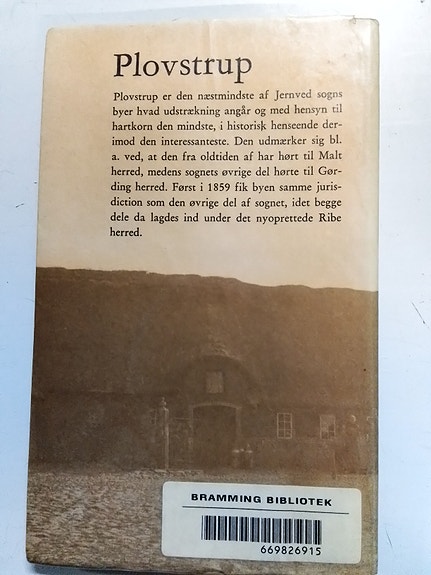 Plovstrup
Plovstrup er den næstmindste af Jernved sogns
byer hvad udstrækning angår og med hensyn til
hartkorn den mindste, i historisk henseende der-
imod den interessanteste. Den udmærker sig bl.
a. ved, at den fra oldtiden af har hørt til Malt
herred, medens sognets øvrige del hørte til Gør-
ding herred. Først i 1859 fik byen samme juris-
diction som den øvrige del af sognet, idet begge
dele da lagdes ind under det nyoprettede Ribe
herred.
BRAMMING BIBLIOTEK
669826915